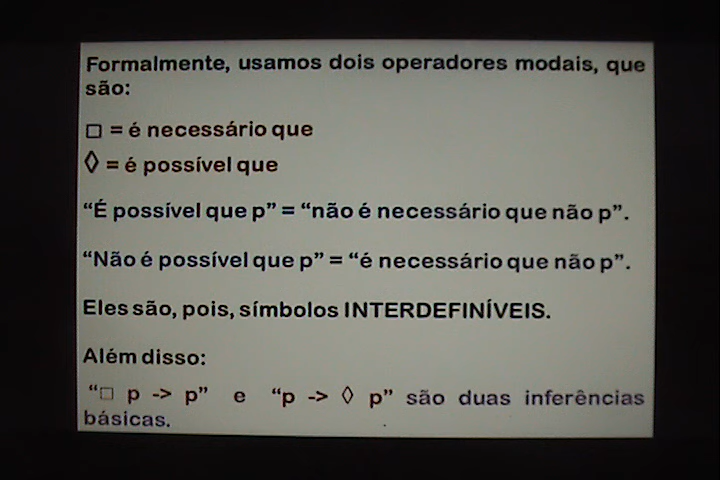 Formalmente, usamos dois operadores modais, que
são:
□ = é necessário que
◊ = é possível que
“É possível que p” = “não é necessário que não p”.
“Não é possível que p” = “é necessário que não p”.
Eles são, pois, símbolos INTERDEFINÍVEIS.
Além disso:
“□ p -> p” e “p -> ◊ p” são duas inferências
básicas.